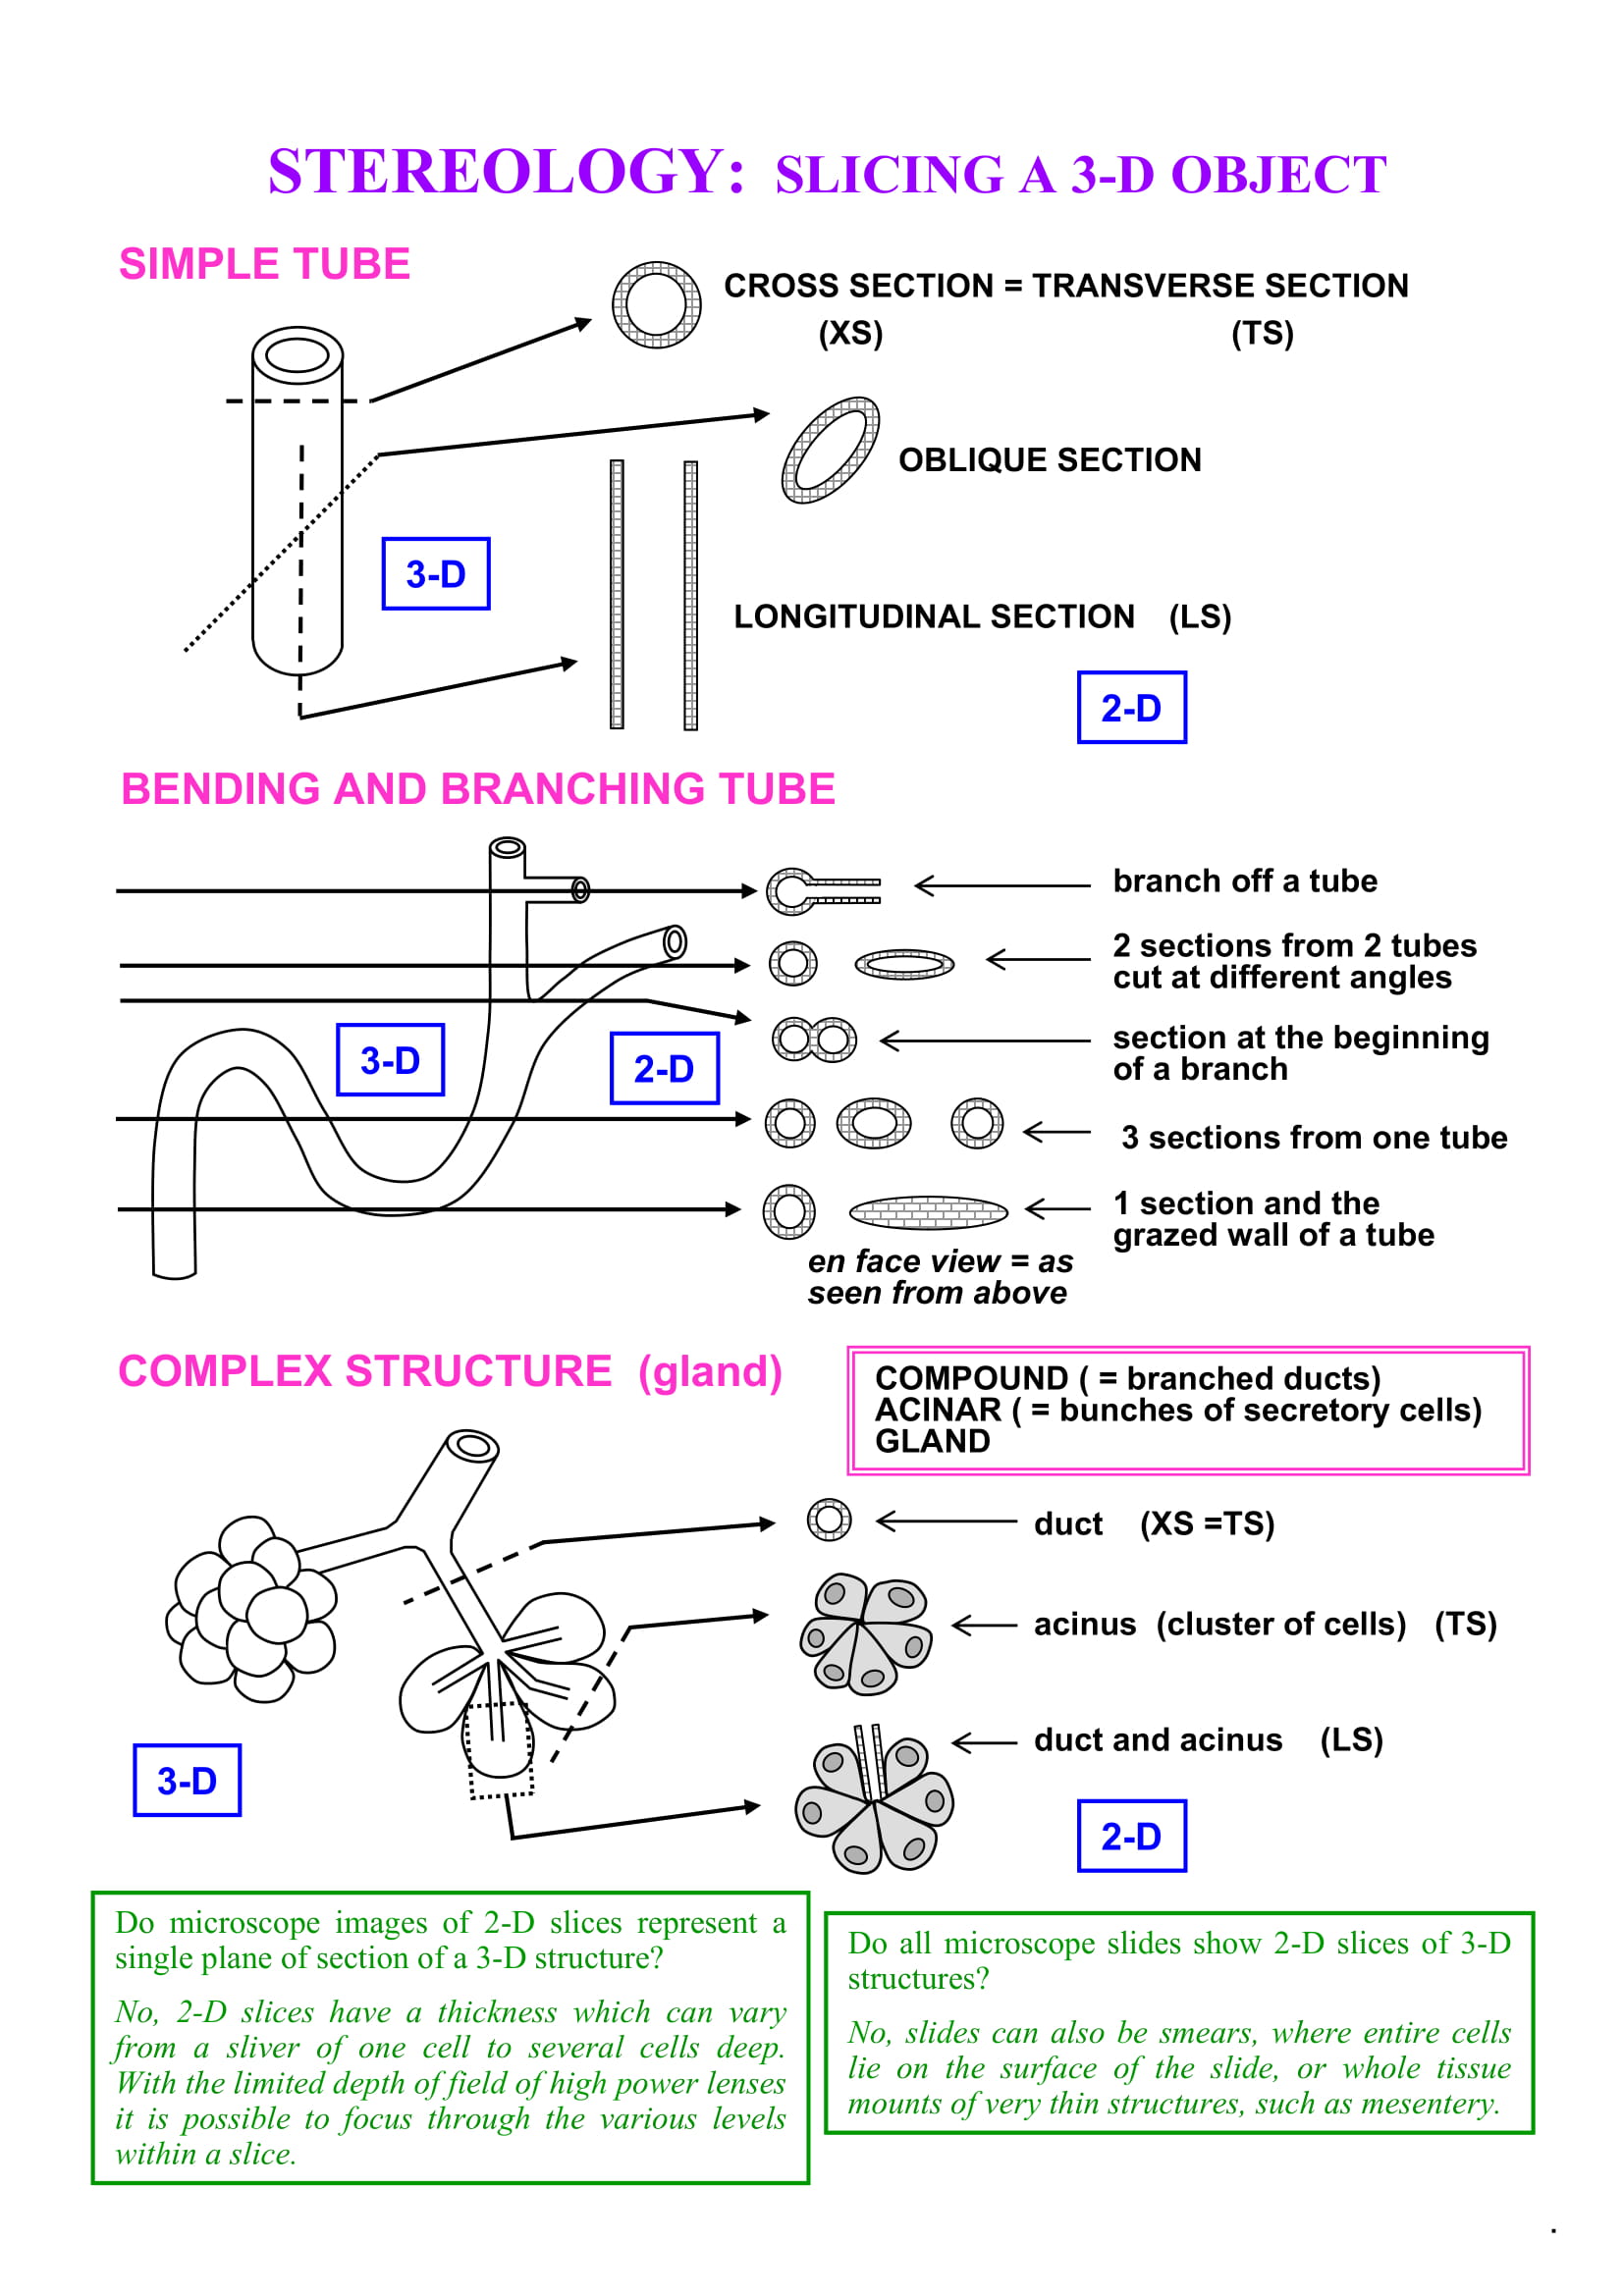 STEREOLOGY: SLICING A 3-D OBJECT
SIMPLE TUBE
CROSS SECTION = TRANSVERSE SECTION
(XS) (TS)
OBLIQUE SECTION
3-D
LONGITUDINAL SECTION (LS)
2-D
BENDING AND BRANCHING TUBE
branch off a tube
2 sections from 2 tubes
cut at different angles
3-D
2-D
section at the beginning
of a branch
3 sections from one tube
1 section and the
grazed wall of a tube
en face view = as
seen from above
COMPLEX STRUCTURE (gland)
COMPOUND ( = branched ducts)
ACINAR ( = bunches of secretory cells)
GLAND
duct (XS =TS)
acinus (cluster of cells) (TS)
duct and acinus (LS)
3-D
2-D
Do microscope images of 2-D slices represent a
single plane of section of a 3-D structure?
No, 2-D slices have a thickness which can vary
from a sliver of one cell to several cells deep.
With the limited depth of field of high power lenses
it is possible to focus through the various levels
within a slice.
Do all microscope slides show 2-D slices of 3-D
structures?
No, slides can also be smears, where entire cells
lie on the surface of the slide, or whole tissue
mounts of very thin structures, such as mesentery.
.